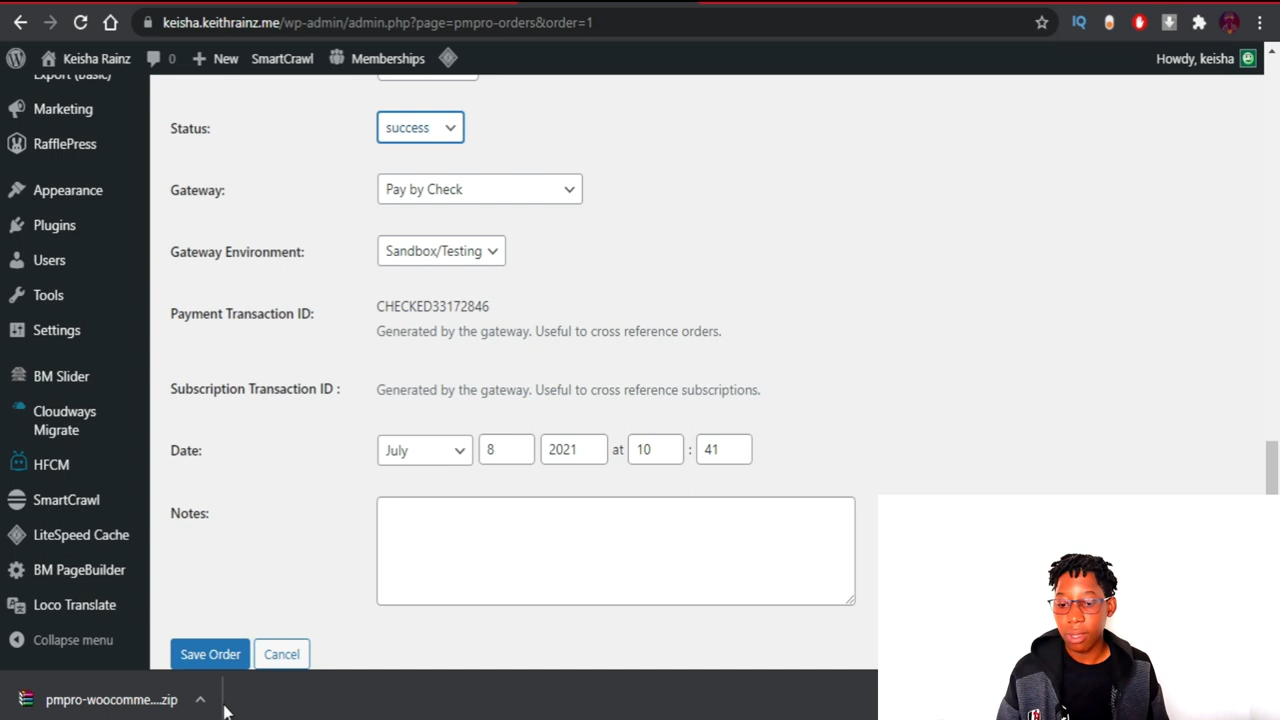 keisha.keithrainz.me/wp-admin/admin.php?page=pmpro-orders&order=1
Keisha Rainz 0 New SmartCrawl Memberships Howdy, keisha
Export (basic)
Marketing
RafflePress
Appearance
Plugins
Users
Tools
Settings
BM Slider
Cloudways
Migrate
HFCM
SmartCrawl
LiteSpeed Cache
BM PageBuilder
Loco Translate
Collapse menu
Status: success
Gateway: Pay by Check
Gateway Environment: Sandbox/Testing
Payment Transaction ID: CHECKED33172846
Generated by the gateway. Useful to cross reference orders.
Subscription Transaction ID : Generated by the gateway. Useful to cross reference subscriptions.
Date: July 8 2021 at 10 : 41
Notes:
Save Order Cancel
pmpro-woocomme....zip
IQ